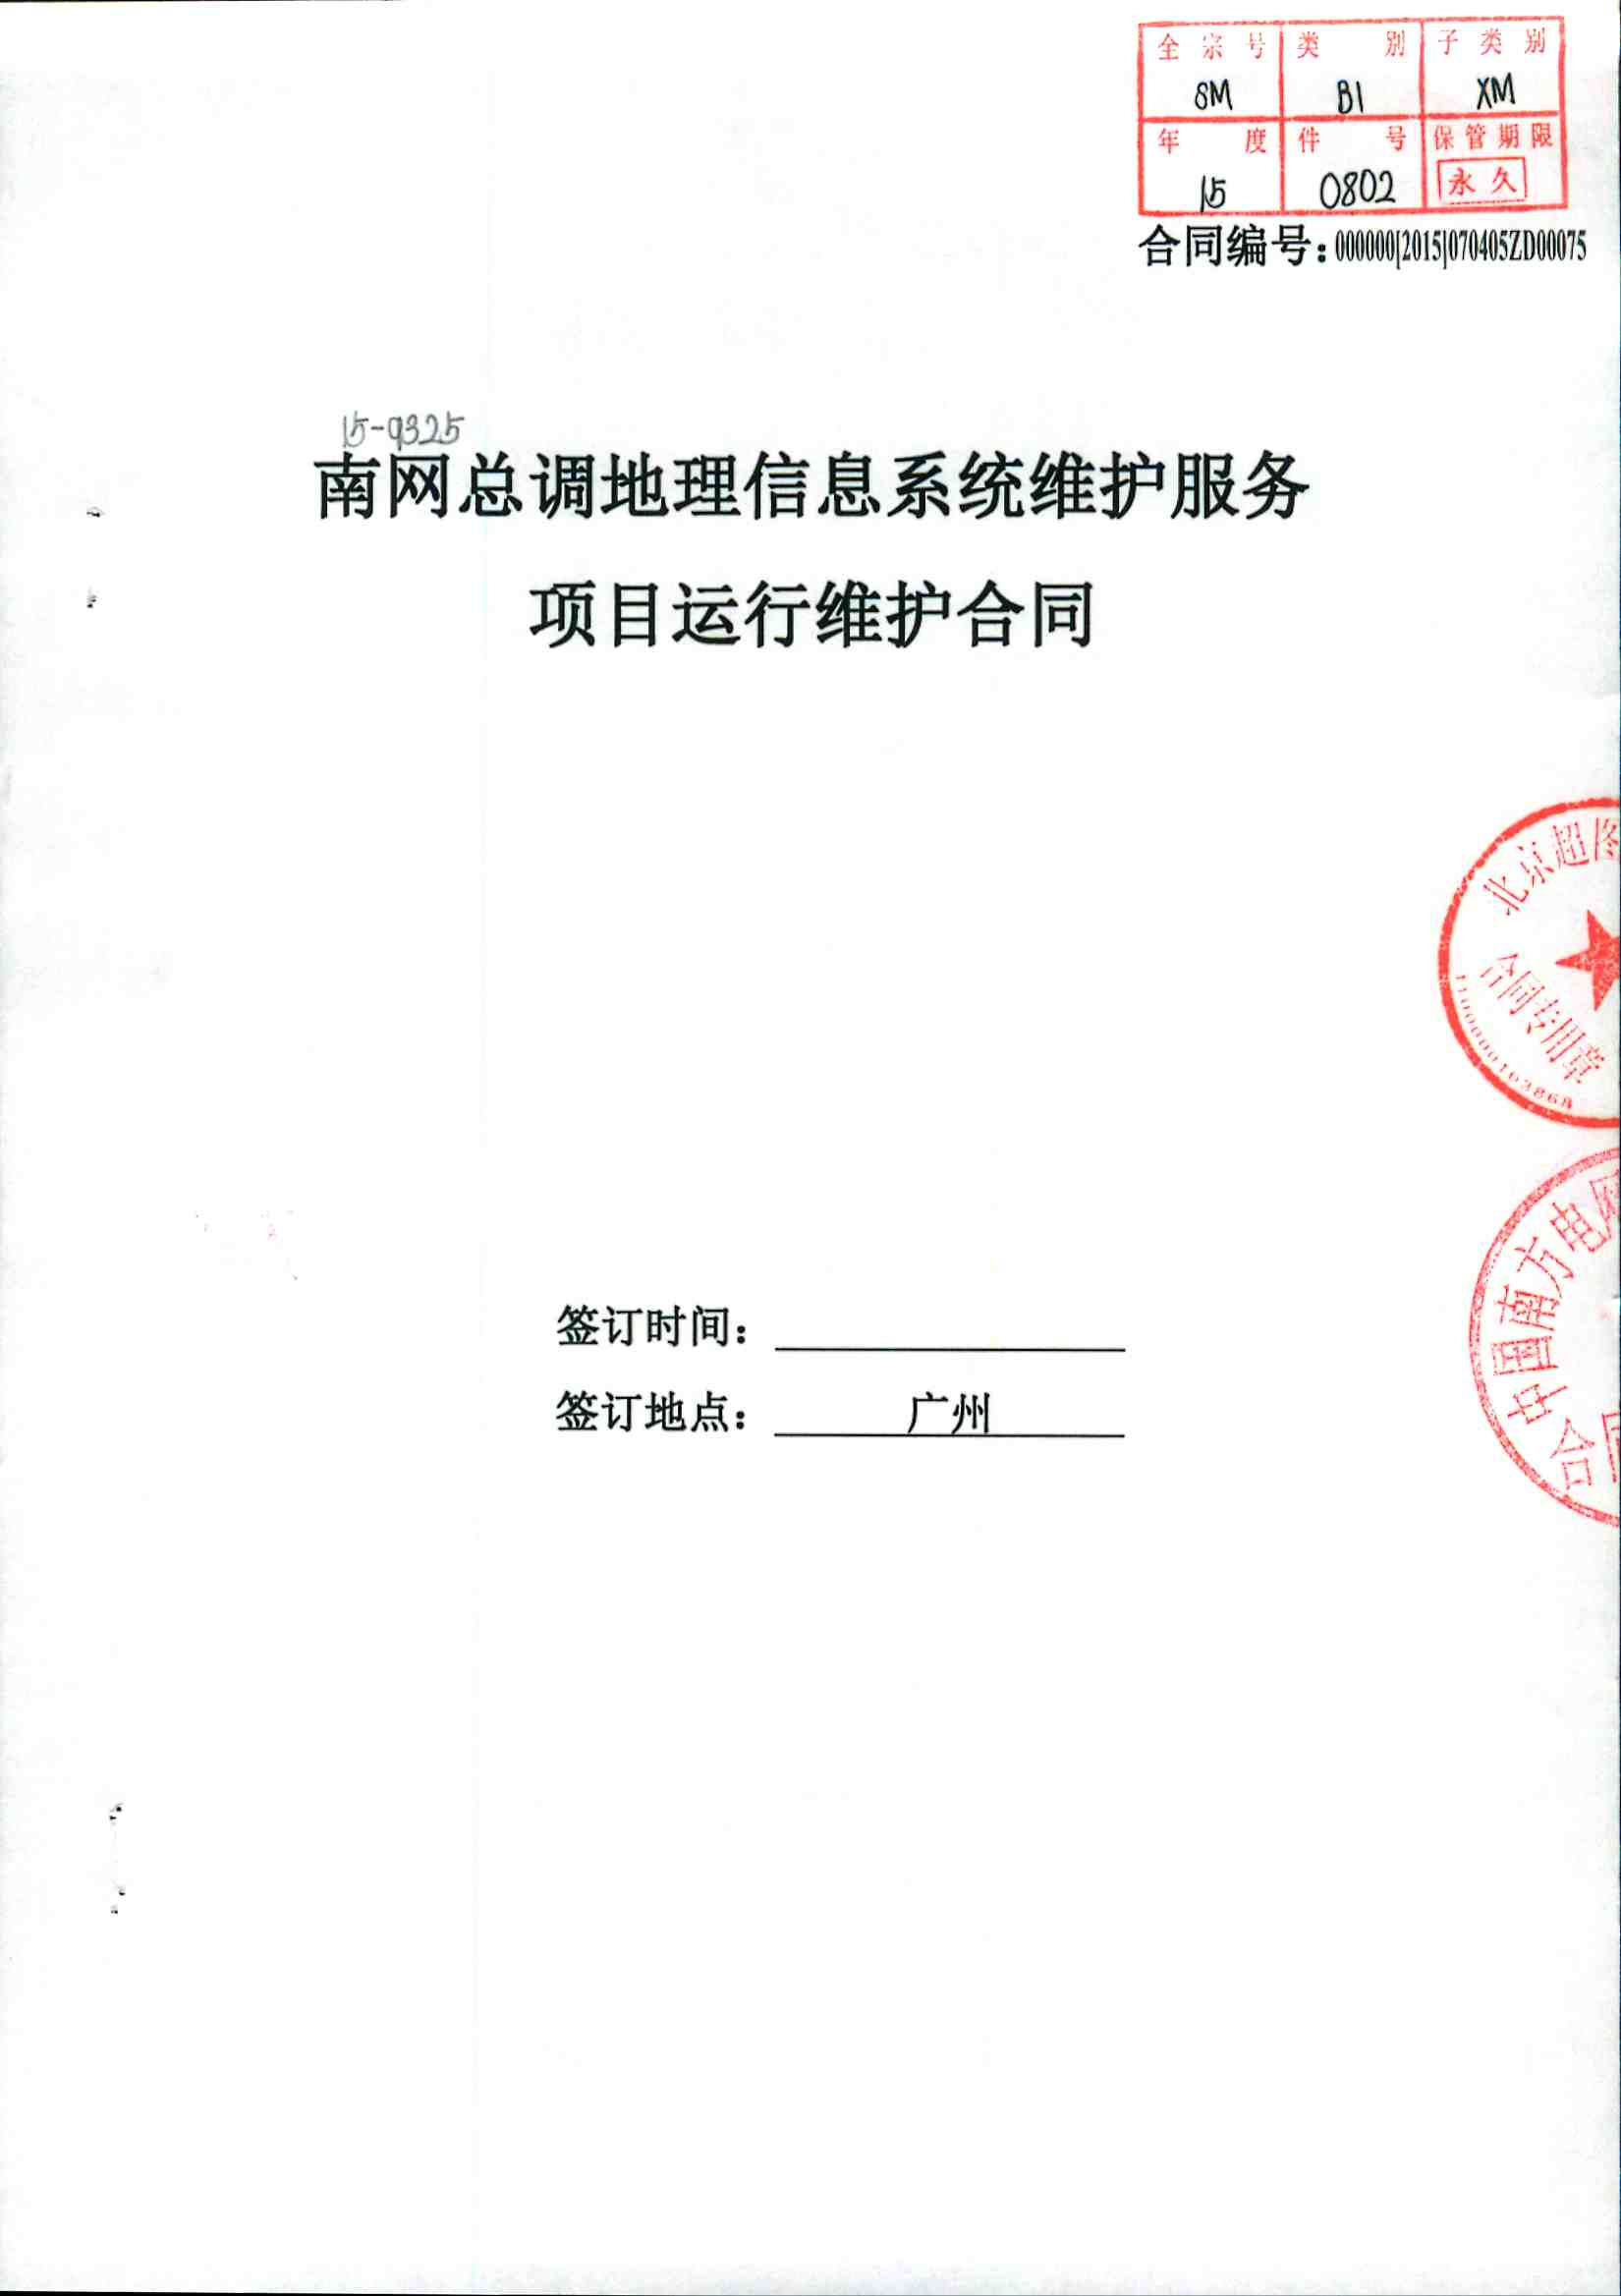 全宗号 类别 子类别
8M B1 XM
年度 件号 保管期限
15 0802 永久
合同编号：000000[2015]070405ZD00075
15-9325
南网总调地理信息系统维护服务
项目运行维护合同
北京超图
合同专用章
中国南方电网
合同
签订时间：
签订地点： 广州